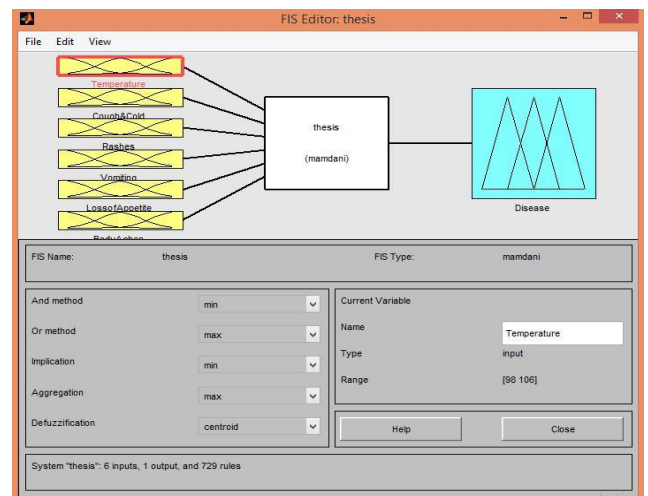 FIS Editor: thesis
File Edit View
Temperature
Cough&Cold
Rashes
Vomiting
LossofAppetite
BodyAches
thesis
(mamdani)
Disease
FIS Name: thesis FIS Type: mamdani
And method min
Or method max
Implication min
Aggregation max
Defuzzification centroid
Current Variable
Name Temperature
Type input
Range [98 106]
Help Close
System "thesis": 6 inputs, 1 output, and 729 rules